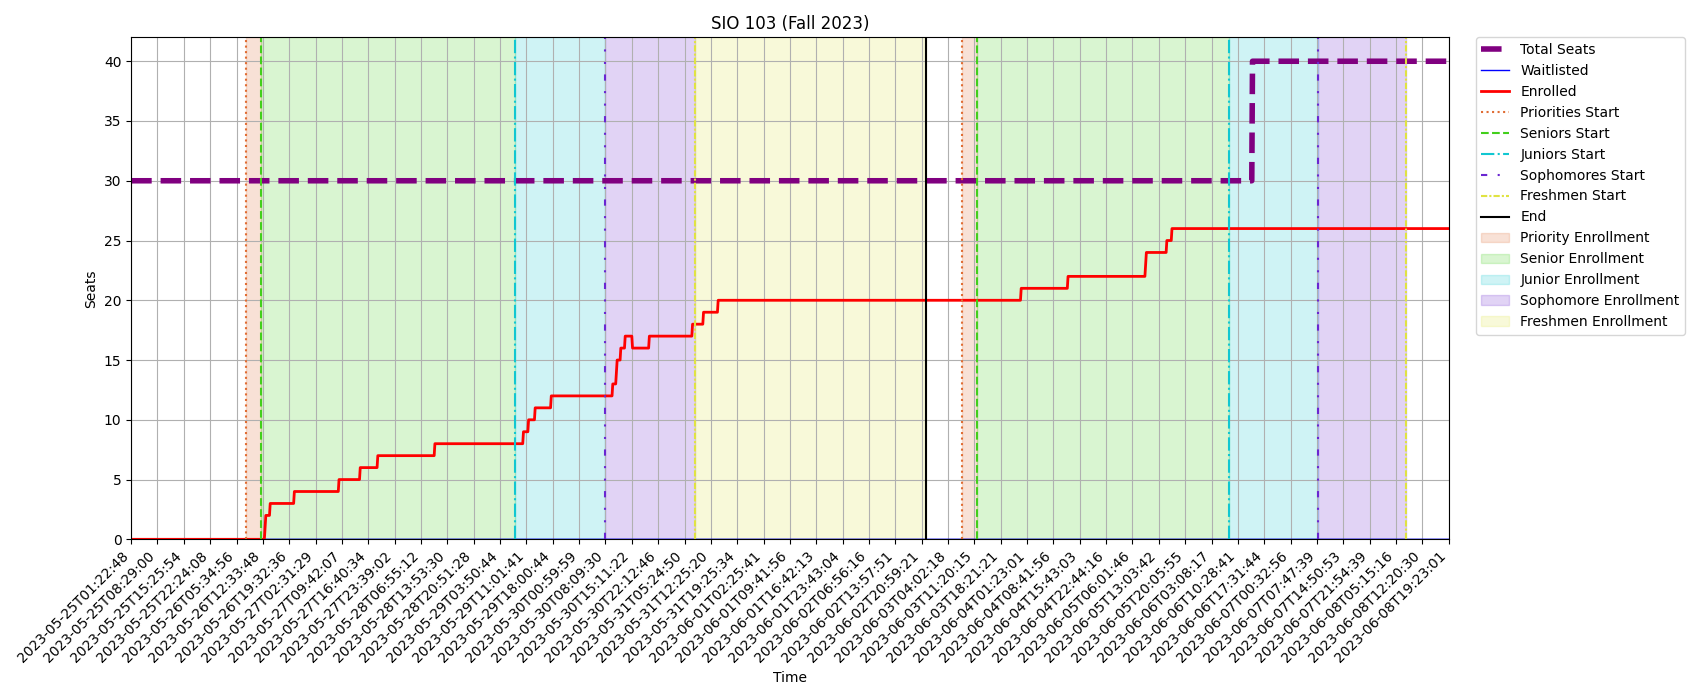 SIO 103 (Fall 2023)
Seats
40
35
30
25
20
15
10
5
0
2023-05-25T01:22:48
2023-05-25T08:29:00
2023-05-25T15:25:54
2023-05-25T22:24:08
2023-05-26T05:34:56
2023-05-26T12:33:48
2023-05-26T19:32:36
2023-05-27T02:31:29
2023-05-27T09:42:07
2023-05-27T16:40:34
2023-05-27T23:39:02
2023-05-28T06:55:12
2023-05-28T13:53:30
2023-05-28T20:51:28
2023-05-29T03:50:44
2023-05-29T11:01:41
2023-05-29T18:00:44
2023-05-30T00:59:59
2023-05-30T08:09:30
2023-05-30T15:11:22
2023-05-30T22:12:46
2023-05-31T05:24:50
2023-05-31T12:25:20
2023-05-31T19:25:34
2023-06-01T02:25:41
2023-06-01T09:41:56
2023-06-01T16:42:13
2023-06-01T23:43:04
2023-06-02T06:56:16
2023-06-02T13:57:51
2023-06-02T20:59:21
2023-06-03T04:02:18
2023-06-03T11:20:15
2023-06-03T18:21:21
2023-06-04T01:23:01
2023-06-04T08:41:56
2023-06-04T15:43:03
2023-06-04T22:44:16
2023-06-05T06:01:46
2023-06-05T13:03:42
2023-06-05T20:05:55
2023-06-06T03:08:17
2023-06-06T10:28:41
2023-06-06T17:31:44
2023-06-07T00:32:56
2023-06-07T07:47:39
2023-06-07T14:50:53
2023-06-07T21:54:39
2023-06-08T05:15:16
2023-06-08T12:20:30
2023-06-08T19:23:01
Time
Total Seats
Waitlisted
Enrolled
Priorities Start
Seniors Start
Juniors Start
Sophomores Start
Freshmen Start
End
Priority Enrollment
Senior Enrollment
Junior Enrollment
Sophomore Enrollment
Freshmen Enrollment